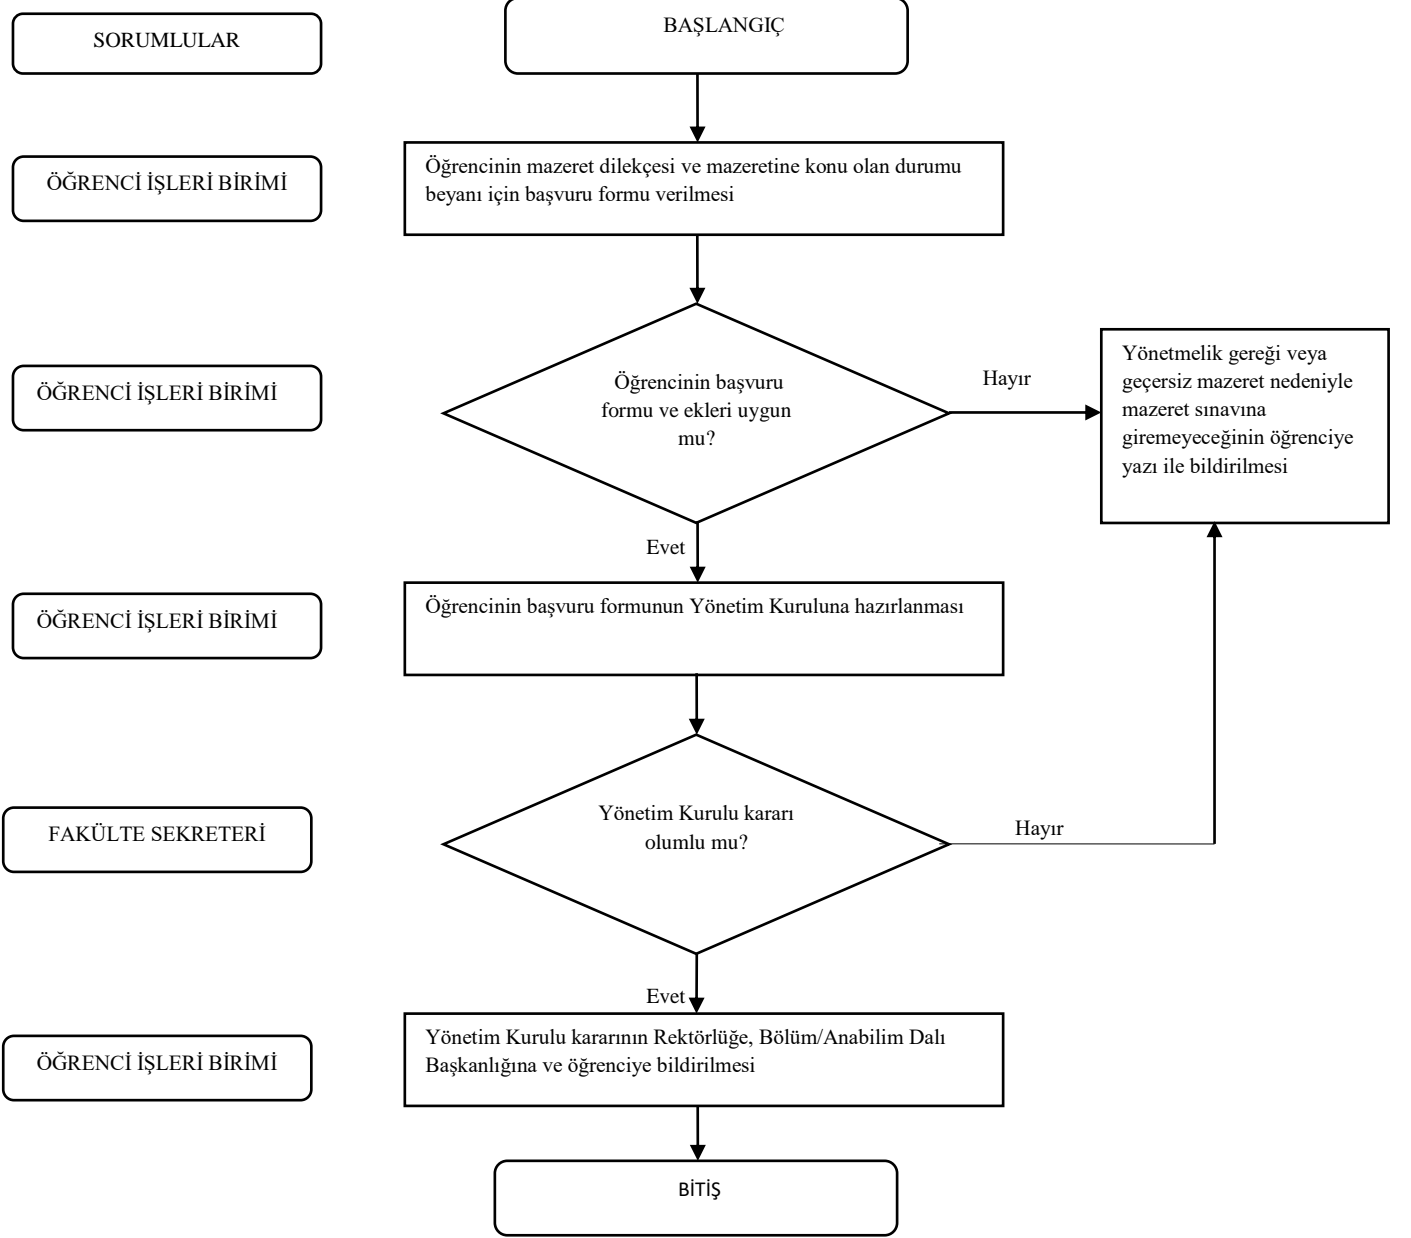 SORUMLULAR
BAŞLANGIÇ
ÖĞRENCİ İŞLERİ BİRİMİ
Öğrencinin mazeret dilekçesi ve mazeretine konu olan durumu
beyanı için başvuru formu verilmesi
ÖĞRENCİ İŞLERİ BİRİMİ
Öğrencinin başvuru
formu ve ekleri uygun
mu?
Hayır
Yönetmelik gereği veya
geçersiz mazeret nedeniyle
mazeret sınavına
giremeyeceğinin öğrenciye
yazı ile bildirilmesi
Evet
ÖĞRENCİ İŞLERİ BİRİMİ
Öğrencinin başvuru formunun Yönetim Kuruluna hazırlanması
FAKÜLTE SEKRETERİ
Yönetim Kurulu kararı
olumlu mu?
Hayır
Evet
ÖĞRENCİ İŞLERİ BİRİMİ
Yönetim Kurulu kararının Rektörlüğe, Bölüm/Anabilim Dalı
Başkanlığına ve öğrenciye bildirilmesi
BİTİŞ